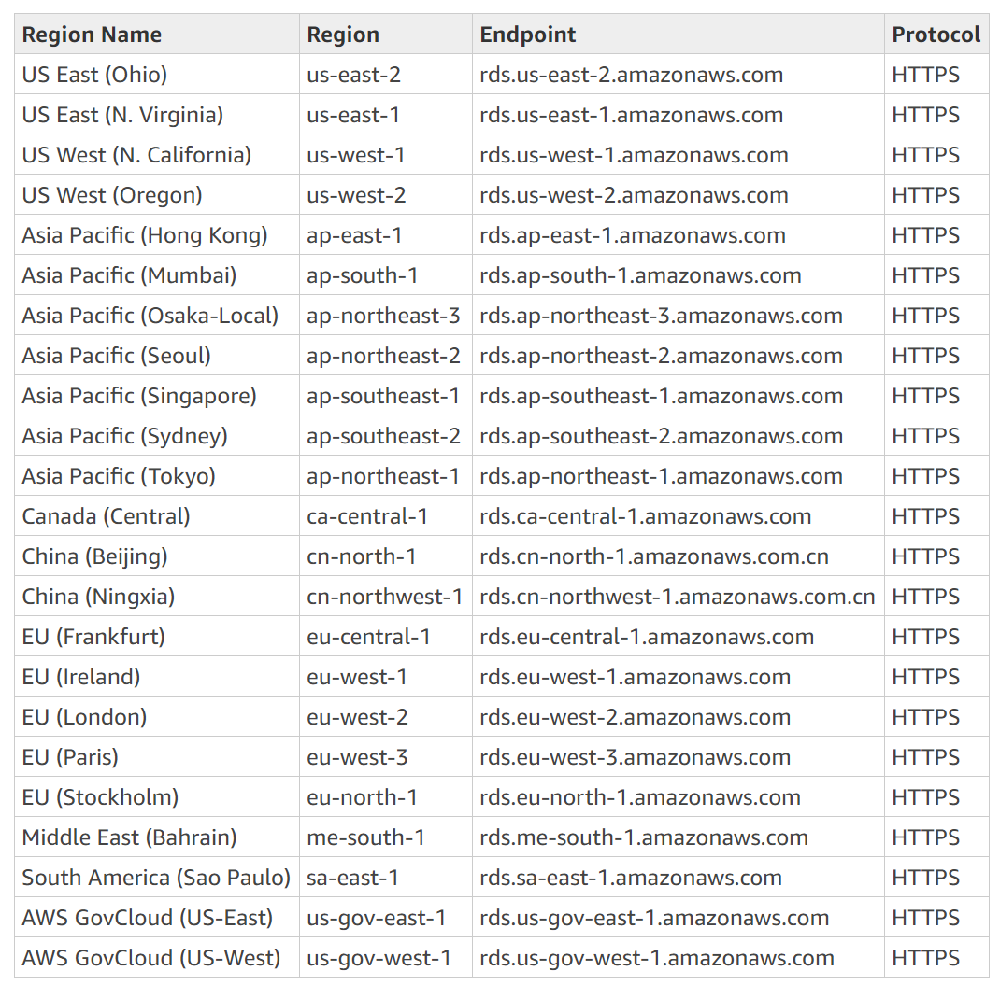 Region Name Region Endpoint Protocol
US East (Ohio) us-east-2 rds.us-east-2.amazonaws.com HTTPS
US East (N. Virginia) us-east-1 rds.us-east-1.amazonaws.com HTTPS
US West (N. California) us-west-1 rds.us-west-1.amazonaws.com HTTPS
US West (Oregon) us-west-2 rds.us-west-2.amazonaws.com HTTPS
Asia Pacific (Hong Kong) ap-east-1 rds.ap-east-1.amazonaws.com HTTPS
Asia Pacific (Mumbai) ap-south-1 rds.ap-south-1.amazonaws.com HTTPS
Asia Pacific (Osaka-Local) ap-northeast-3 rds.ap-northeast-3.amazonaws.com HTTPS
Asia Pacific (Seoul) ap-northeast-2 rds.ap-northeast-2.amazonaws.com HTTPS
Asia Pacific (Singapore) ap-southeast-1 rds.ap-southeast-1.amazonaws.com HTTPS
Asia Pacific (Sydney) ap-southeast-2 rds.ap-southeast-2.amazonaws.com HTTPS
Asia Pacific (Tokyo) ap-northeast-1 rds.ap-northeast-1.amazonaws.com HTTPS
Canada (Central) ca-central-1 rds.ca-central-1.amazonaws.com HTTPS
China (Beijing) cn-north-1 rds.cn-north-1.amazonaws.com.cn HTTPS
China (Ningxia) cn-northwest-1 rds.cn-northwest-1.amazonaws.com.cn HTTPS
EU (Frankfurt) eu-central-1 rds.eu-central-1.amazonaws.com HTTPS
EU (Ireland) eu-west-1 rds.eu-west-1.amazonaws.com HTTPS
EU (London) eu-west-2 rds.eu-west-2.amazonaws.com HTTPS
EU (Paris) eu-west-3 rds.eu-west-3.amazonaws.com HTTPS
EU (Stockholm) eu-north-1 rds.eu-north-1.amazonaws.com HTTPS
Middle East (Bahrain) me-south-1 rds.me-south-1.amazonaws.com HTTPS
South America (Sao Paulo) sa-east-1 rds.sa-east-1.amazonaws.com HTTPS
AWS GovCloud (US-East) us-gov-east-1 rds.us-gov-east-1.amazonaws.com HTTPS
AWS GovCloud (US-West) us-gov-west-1 rds.us-gov-west-1.amazonaws.com HTTPS